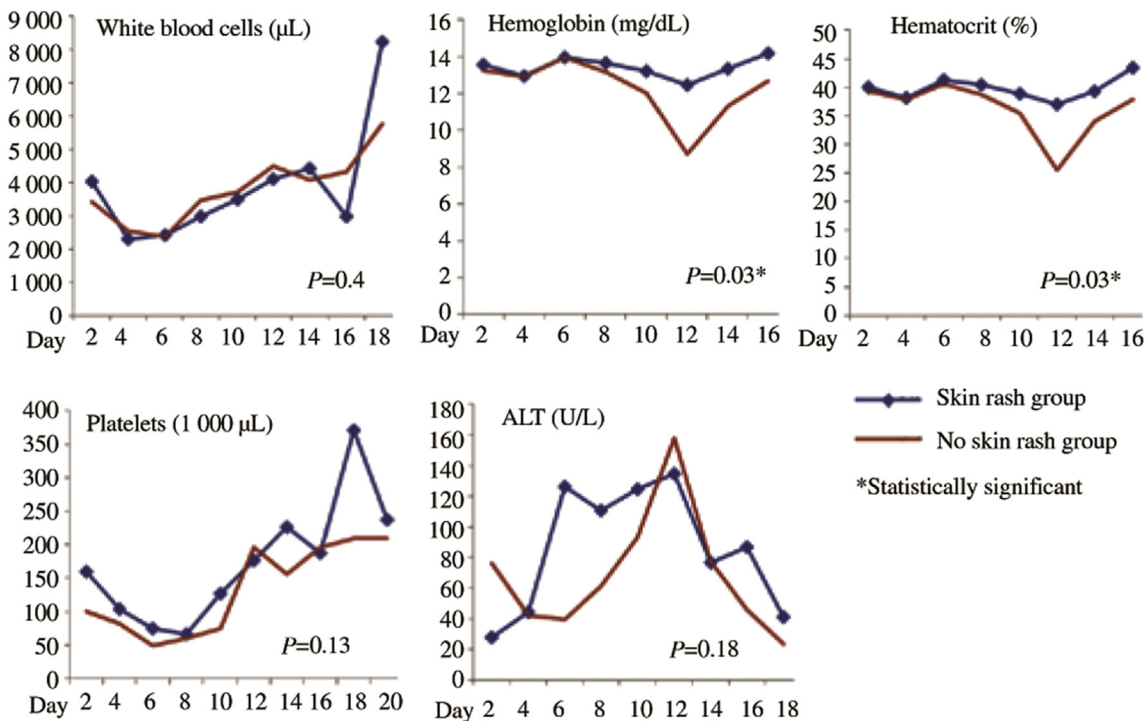 White blood cells (μL)
9 000
8 000
7 000
6 000
5 000
4 000
3 000
2 000
1 000
0
P=0.4
Day 2 4 6 8 10 12 14 16 18
Hemoglobin (mg/dL)
16
14
12
10
8
6
4
2
0
P=0.03*
Day 2 4 6 8 10 12 14 16
Hematocrit (%)
50
45
40
35
30
25
20
15
10
5
0
P=0.03*
Day 2 4 6 8 10 12 14 16
Platelets (1 000 μL)
400
350
300
250
200
150
100
50
0
P=0.13
Day 2 4 6 8 10 12 14 16 18 20
ALT (U/L)
180
160
140
120
100
80
60
40
20
0
P=0.18
Day 2 4 6 8 10 12 14 16 18
Skin rash group
No skin rash group
*Statistically significant